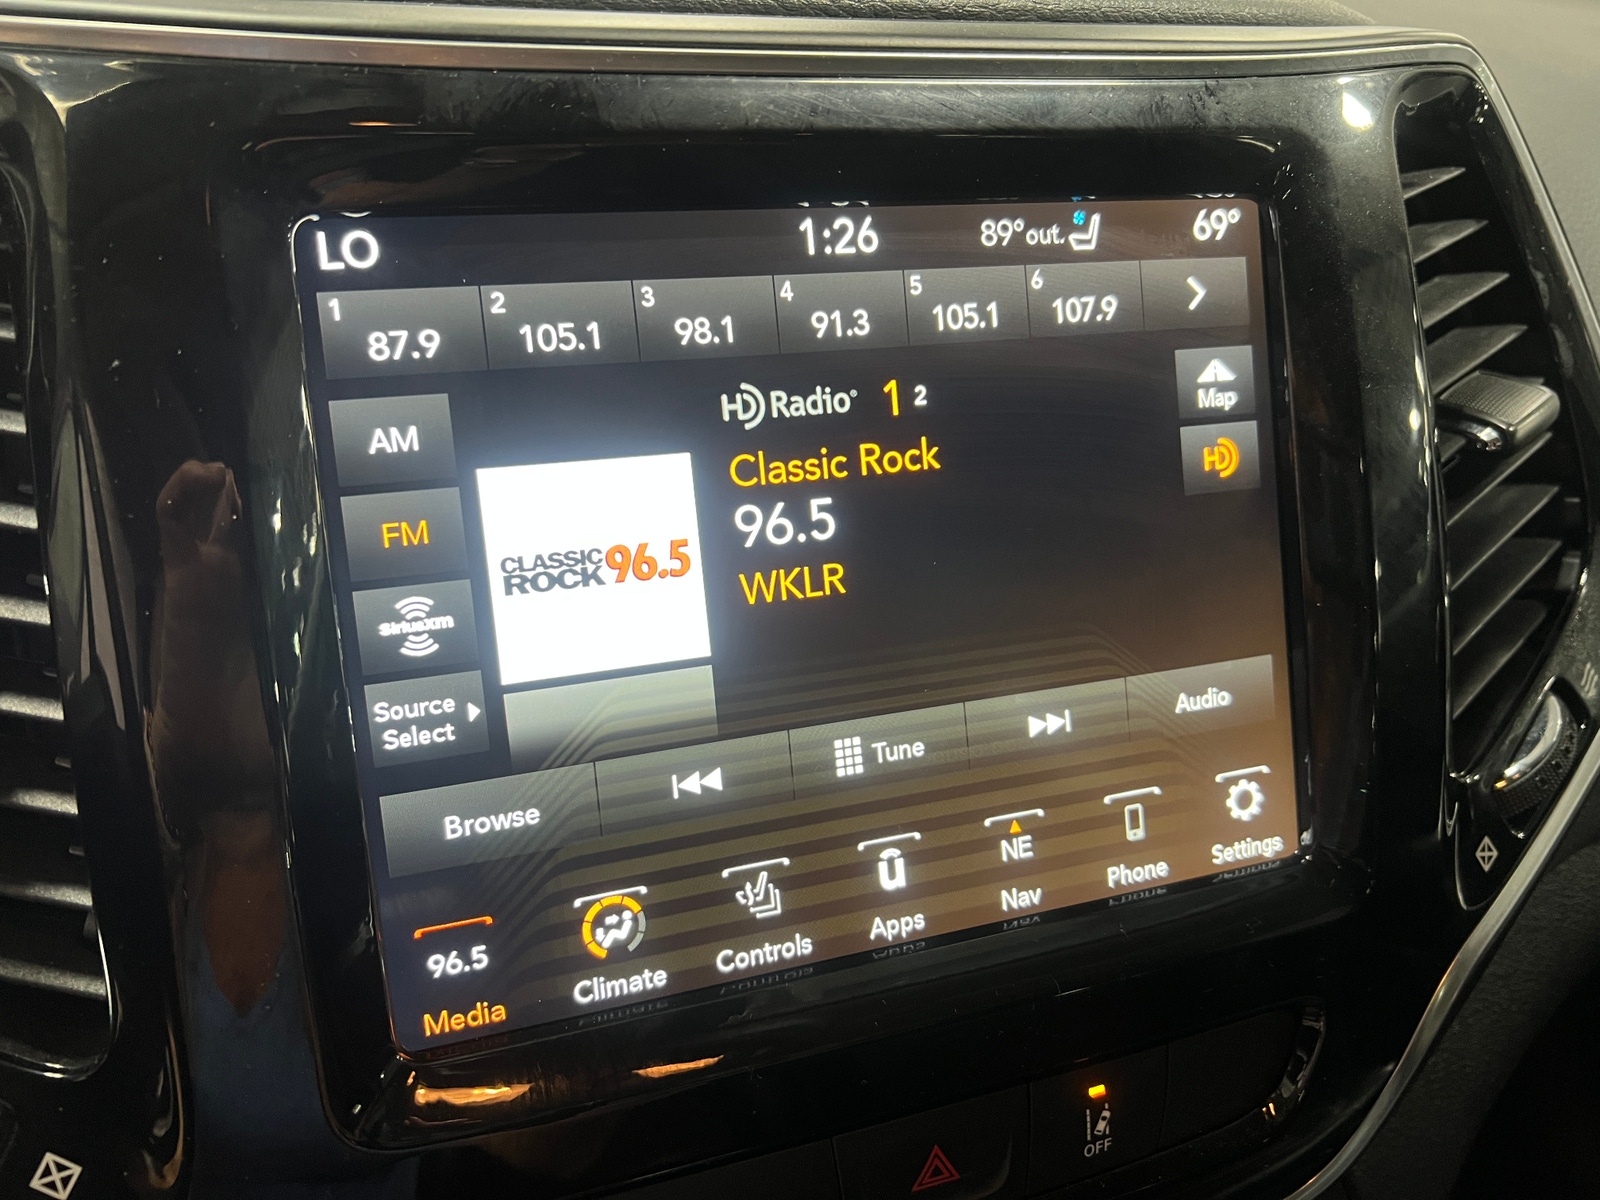 LO 1:26 89° out. 69°
1 87.9 2 105.1 3 98.1 4 91.3 5 105.1 6 107.9
HD Radio® 1 2
Map
AM
Classic Rock
HD
96.5
FM
CLASSIC ROCK 96.5
WKLR
SiriusXM
Source
Select
Audio
Tune
Browse
NE
Settings
Phone
Nav
Apps
Controls
96.5
Climate
Media
OFF